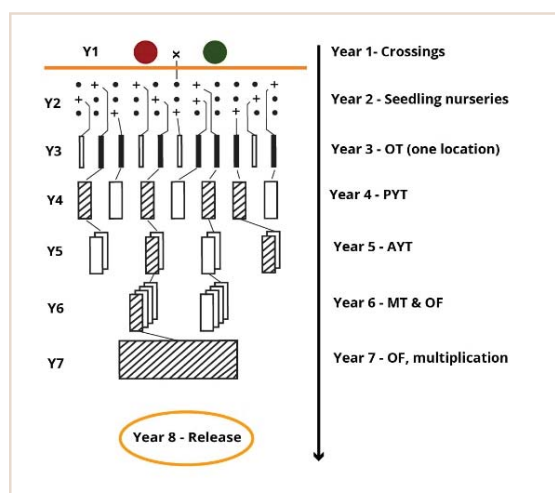 Y1 x Year 1- Crossings
Y2 Year 2 - Seedling nurseries
Y3 Year 3 - OT (one location)
Y4 Year 4 - PYT
Y5 Year 5 - AYT
Y6 Year 6 - MT & OF
Y7 Year 7 - OF, multiplication
Year 8 - Release